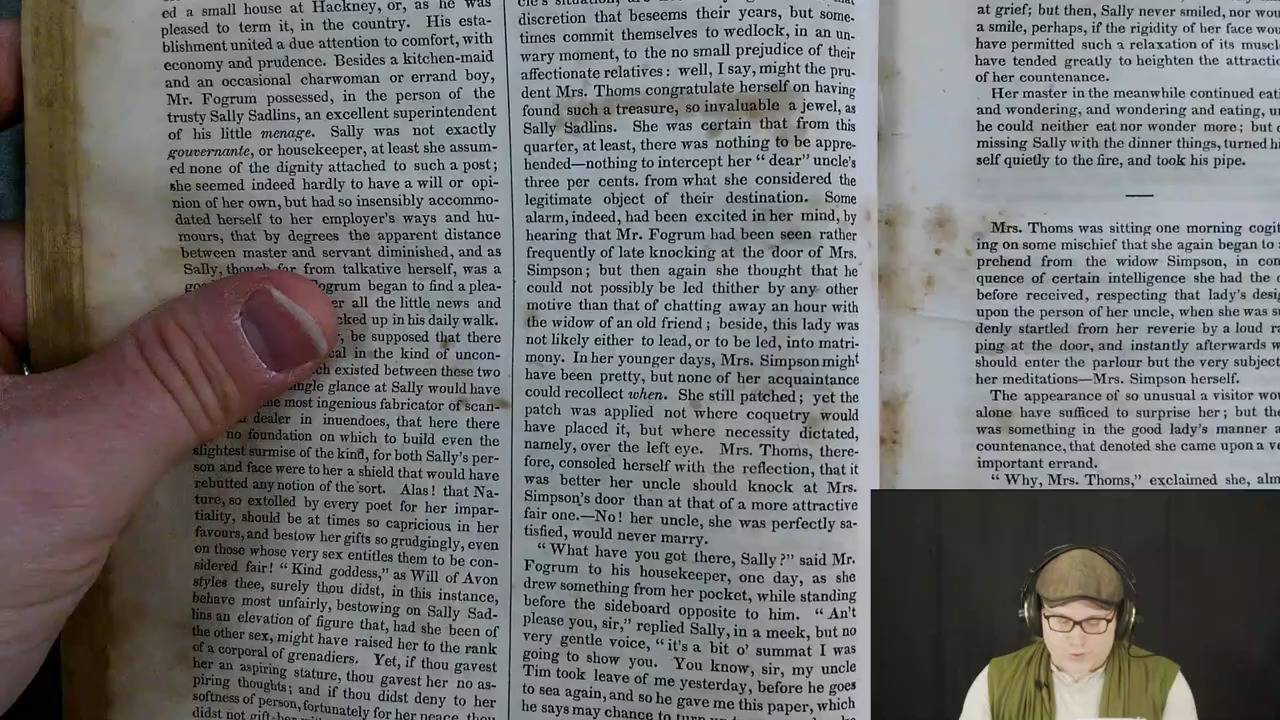 ed a small house at Hackney, or, as he was
pleased to term it, in the country. His esta-
blishment united a due attention to comfort, with
economy and prudence. Besides a kitchen-maid
and an occasional charwoman or errand boy,
Mr. Fogrum possessed, in the person of the
trusty Sally Sadlins, an excellent superintendent
of his little menage. Sally was not exactly
gouvernante, or housekeeper, at least she assum-
ed none of the dignity attached to such a post;
she seemed indeed hardly to have a will or opi-
nion of her own, but had so insensibly accommo-
dated herself to her employer's ways and hu-
mours, that by degrees the apparent distance
between master and servant diminished, and as
Sally, though far from talkative herself, was a
Fogrum began to find a plea-
er all the little news and
cked up in his daily walk.
, be supposed that there
cal in the kind of uncon-
ch existed between these two
single glance at Sally would have
most ingenious fabricator of scan-
dealer in inuendoes, that here there
no foundation on which to build even the
slightest surmise of the kind, for both Sally's per-
son and face were to her a shield that would have
rebutted any notion of the sort. Alas! that Na-
ture, so extolled by every poet for her impar-
tiality, should be at times so capricious in her
favours, and bestow her gifts so grudgingly, even
on those whose very sex entitles them to be con-
sidered fair! "Kind goddess," as Will of Avon
styles thee, surely thou didst, in this instance,
behave most unfairly, bestowing on Sally Sad-
lins an elevation of figure that, had she been of
the other sex, might have raised her to the rank
of a corporal of grenadiers. Yet, if thou gavest
her an aspiring stature, thou gavest her no as-
piring thoughts; and if thou didst deny to her
softness of person, fortunately for her peace, thou
didst not gift her
discretion that beseems their years, but some-
times commit themselves to wedlock, in an un-
wary moment, to the no small prejudice of their
affectionate relatives: well, I say, might the pru-
dent Mrs. Thoms congratulate herself on having
found such a treasure, so invaluable a jewel, as
Sally Sadlins. She was certain that from this
quarter, at least, there was nothing to be appre-
hended—nothing to intercept her "dear" uncle's
three per cents. from what she considered the
legitimate object of their destination. Some
alarm, indeed, had been excited in her mind, by
hearing that Mr. Fogrum had been seen rather
frequently of late knocking at the door of Mrs.
Simpson; but then again she thought that he
could not possibly be led thither by any other
motive than that of chatting away an hour with
the widow of an old friend; beside, this lady was
not likely either to lead, or to be led, into matri-
mony. In her younger days, Mrs. Simpson might
have been pretty, but none of her acquaintance
could recollect when. She still patched; yet the
patch was applied not where coquetry would
have placed it, but where necessity dictated,
namely, over the left eye. Mrs. Thoms, there-
fore, consoled herself with the reflection, that it
was better her uncle should knock at Mrs.
Simpson's door than at that of a more attractive
fair one.—No! her uncle, she was perfectly sa-
tisfied, would never marry.
"What have you got there, Sally?" said Mr.
Fogrum to his housekeeper, one day, as she
drew something from her pocket, while standing
before the sideboard opposite to him. "An't
please you, sir," replied Sally, in a meek, but no
very gentle voice, "it's a bit o' summat I was
going to show you. You know, sir, my uncle
Tim took leave of me yesterday, before he goes
to sea again, and so he gave me this paper, which
he says may chance to turn
at grief; but then, Sally never smiled, nor
a smile, perhaps, if the rigidity of her face
have permitted such a relaxation of its
have tended greatly to heighten the
of her countenance.
Her master in the meanwhile continued
and wondering, and wondering and eating,
he could neither eat nor wonder more; but
missing Sally with the dinner things, turned
self quietly to the fire, and took his pipe.
Mrs. Thoms was sitting one morning cogit
ing on some mischief that she again began to
prehend from the widow Simpson, in con
quence of certain intelligence she had the
before received, respecting that lady's
upon the person of her uncle, when she was
denly startled from her reverie by a loud
ping at the door, and instantly afterwards
should enter the parlour but the very
her meditations—Mrs. Simpson herself.
The appearance of so unusual a visitor
alone have sufficed to surprise her; but
was something in the good lady's manner
countenance, that denoted she came upon a
important errand.
"Why, Mrs. Thoms," exclaimed she,